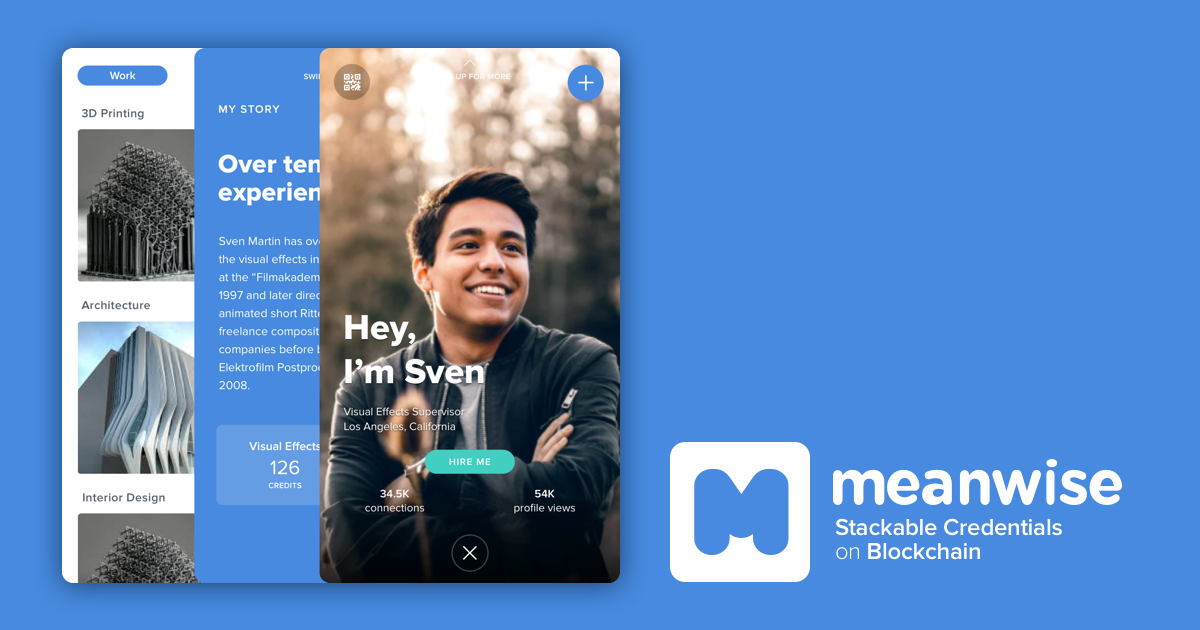 Work
3D Printing
Architecture
Interior Design
MY STORY
Over ten
experien
Sven Martin has ov
the visual effects in
at the “Filmakadem
1997 and later direc
animated short Ritt
freelance composit
companies before b
Elektrofilm Postpro
2008.
Visual Effects
126
CREDITS
UP FOR MORE
Hey,
I’m Sven
Visual Effects Supervisor
Los Angeles, California
HIRE ME
34.5K
connections
54K
profile views
meanwise
Stackable Credentials
on Blockchain